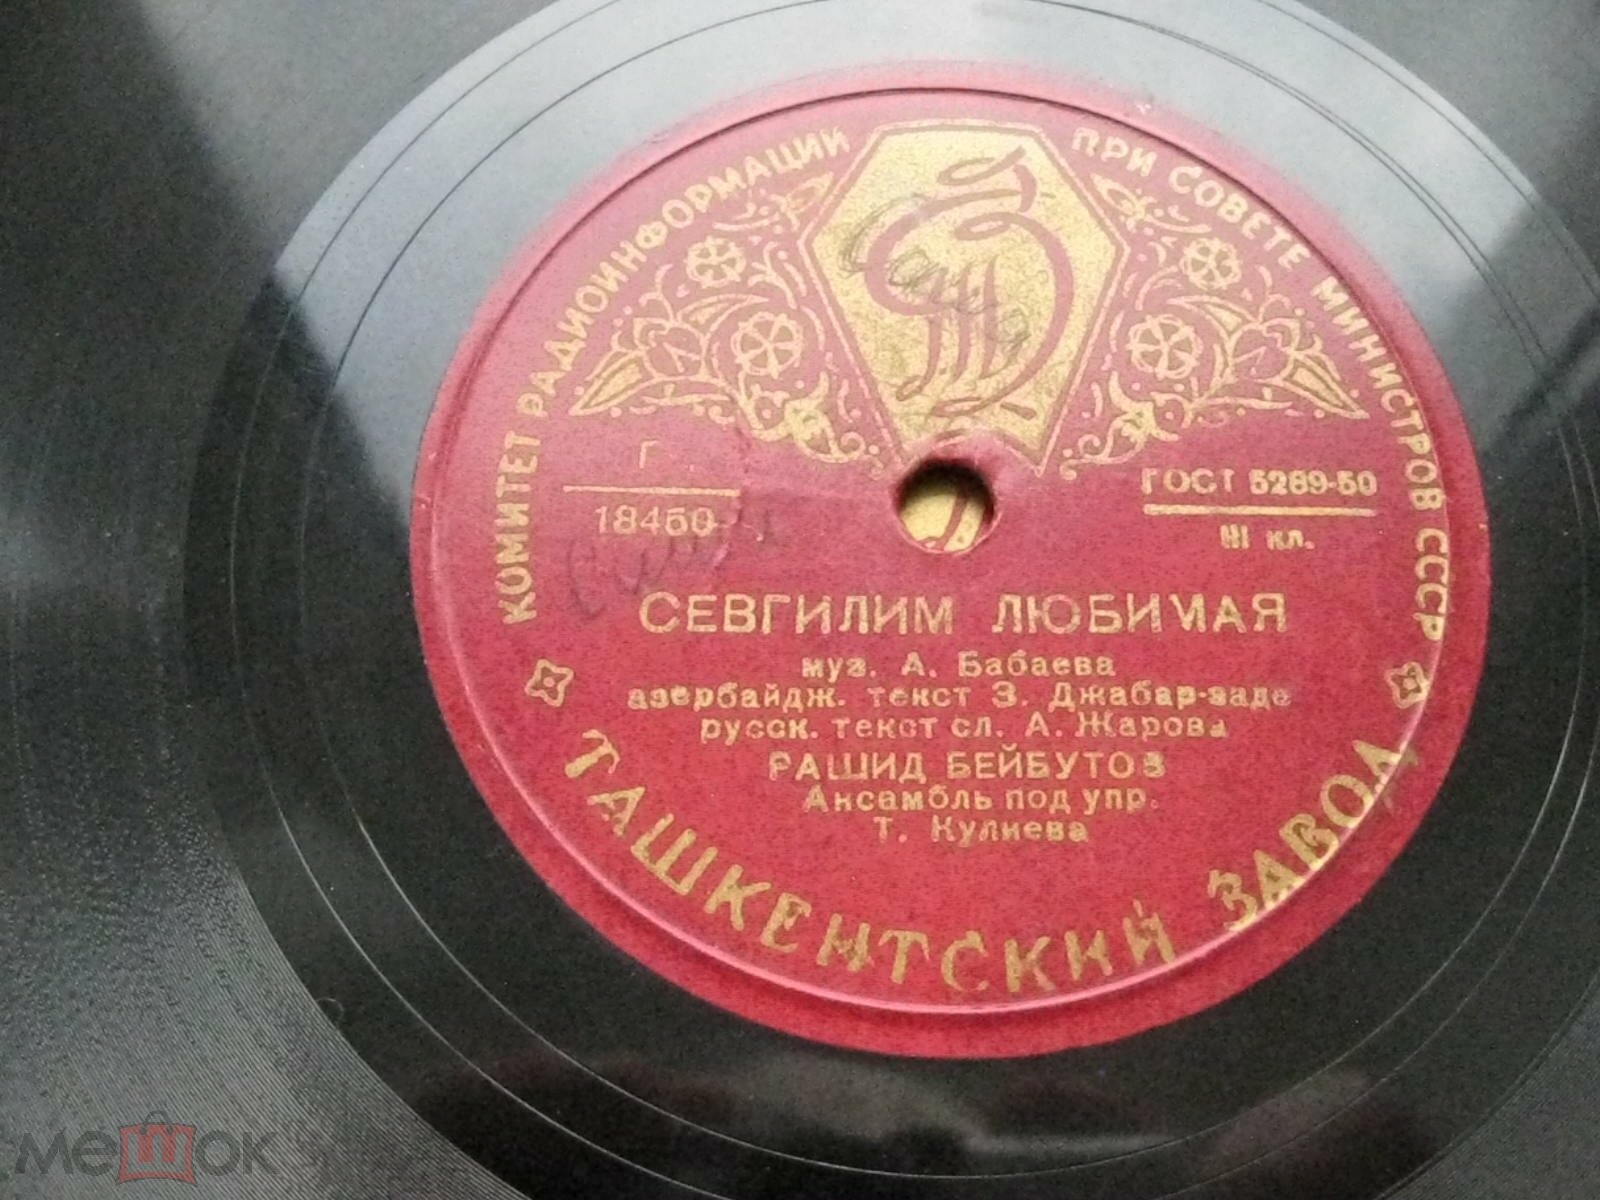 КОМИТЕТ РАДИОИНФОРМАЦИИ ПРИ СОВЕТЕ МИНИСТРОВ СССР
Г
18450
ГОСТ 5289-50
III кл.
СЕВГИЛИМ ЛЮБИМАЯ
муз. А. Бабаева
азербайдж. текст З. Джабар-заде
русск. текст сл. А. Жарова
РАШИД БЕЙБУТОВ
Ансамбль под упр.
Т. Кулиева
ТАШКЕНТСКИЙ ЗАВОД
мешок